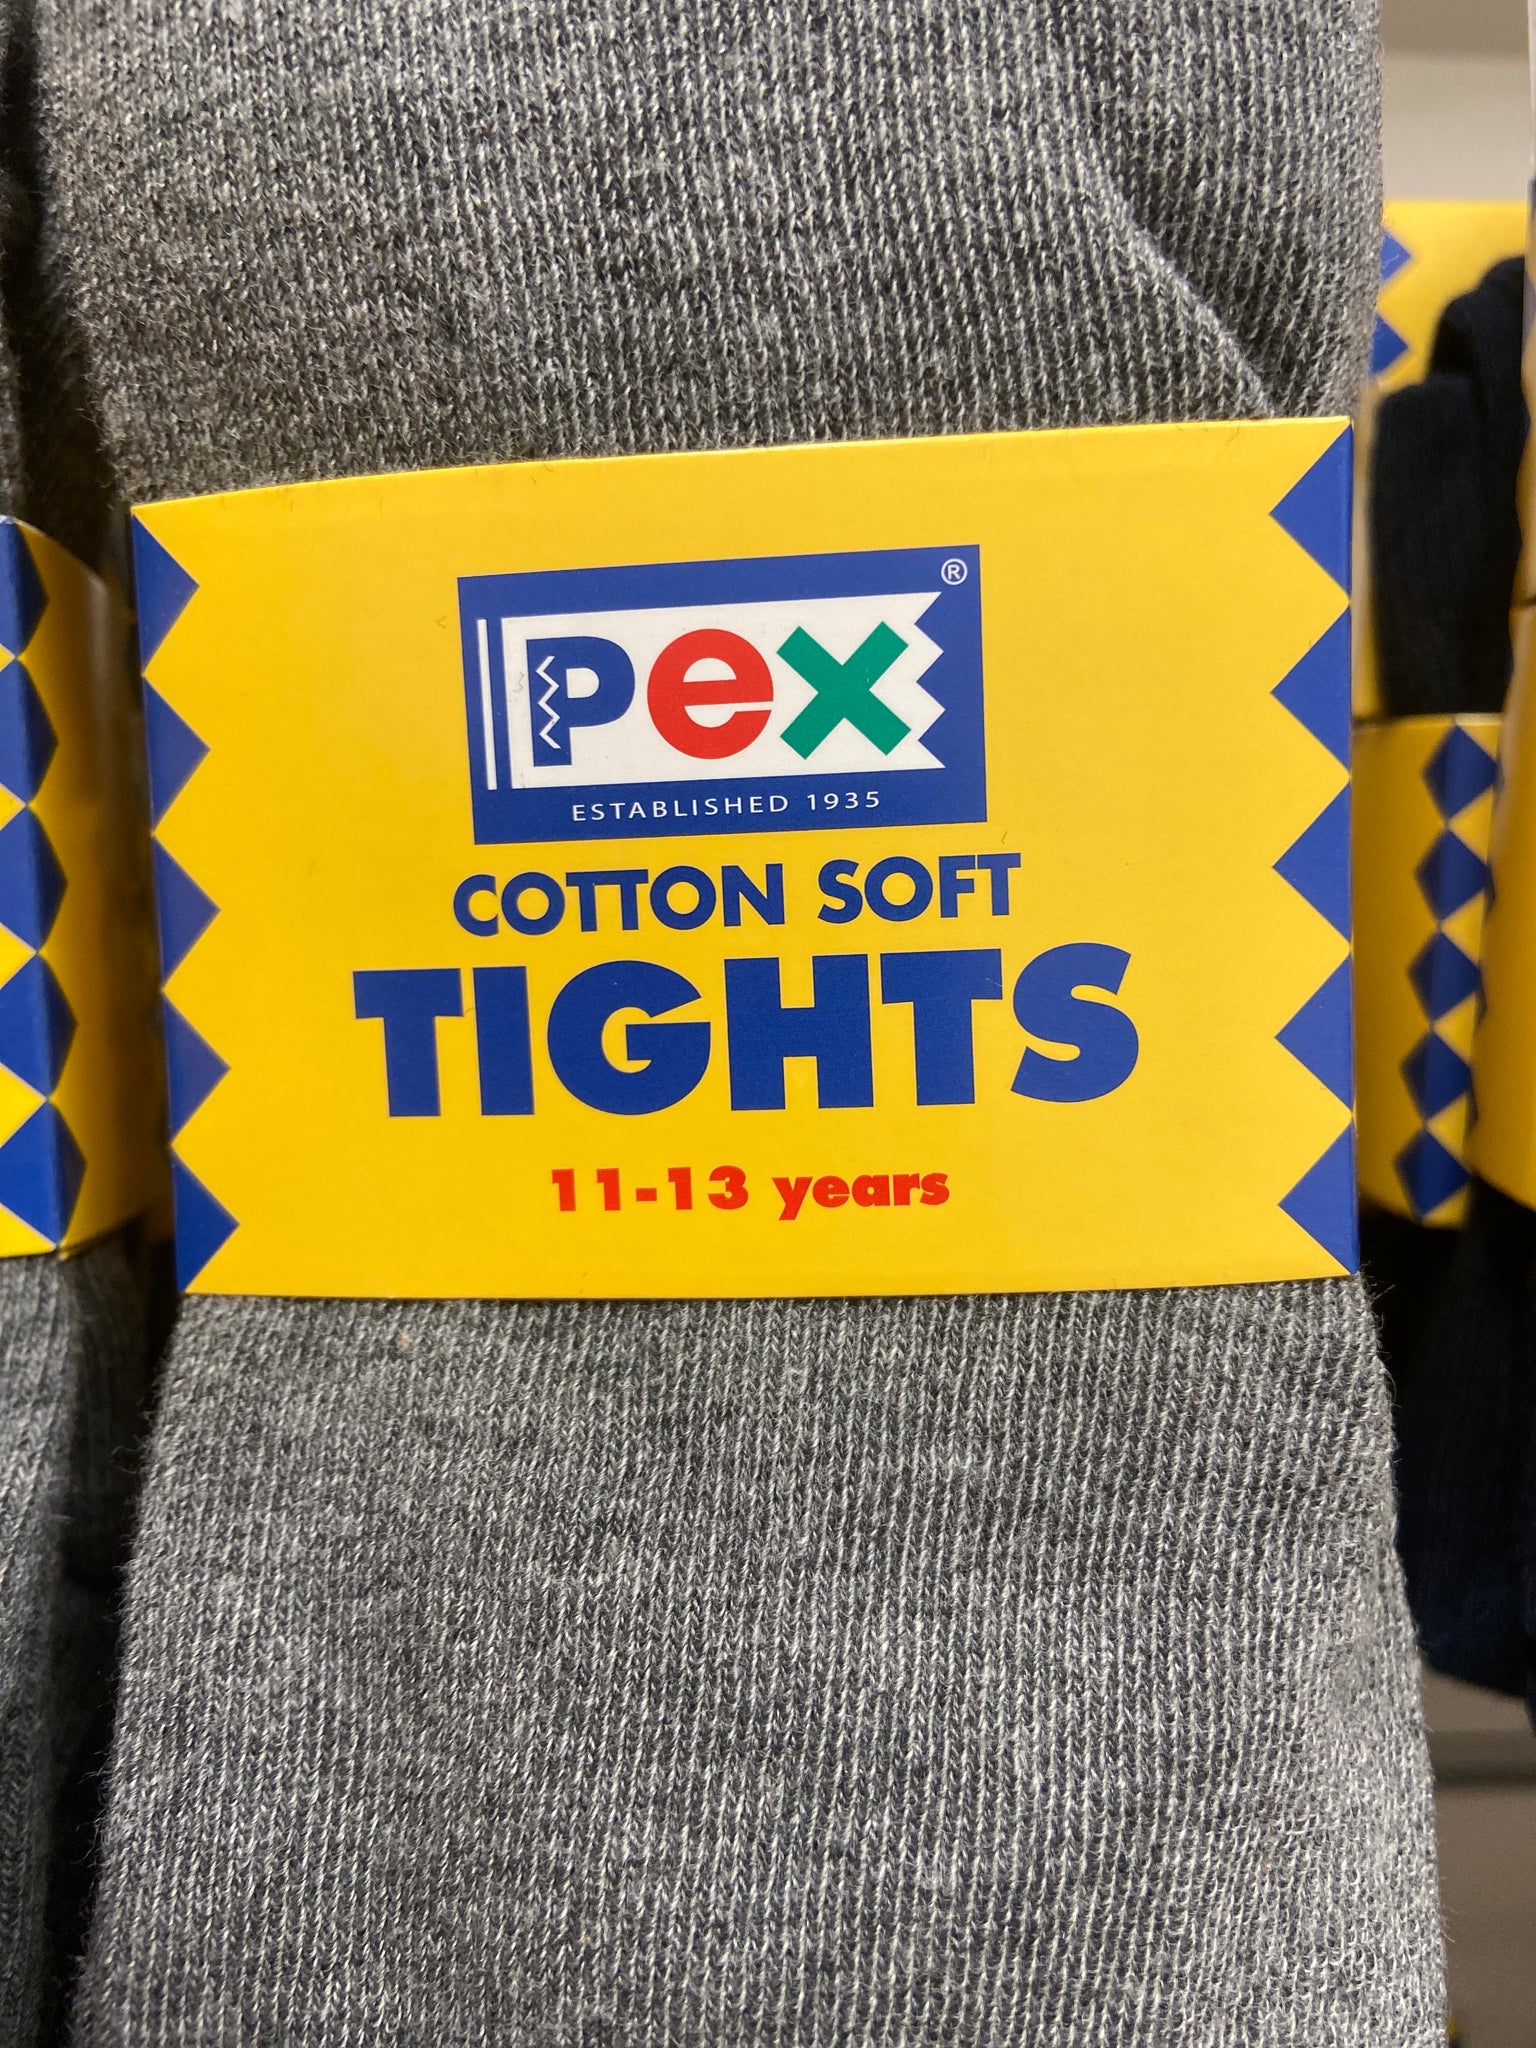 pex ®
ESTABLISHED 1935
COTTON SOFT
TIGHTS
11-13 years